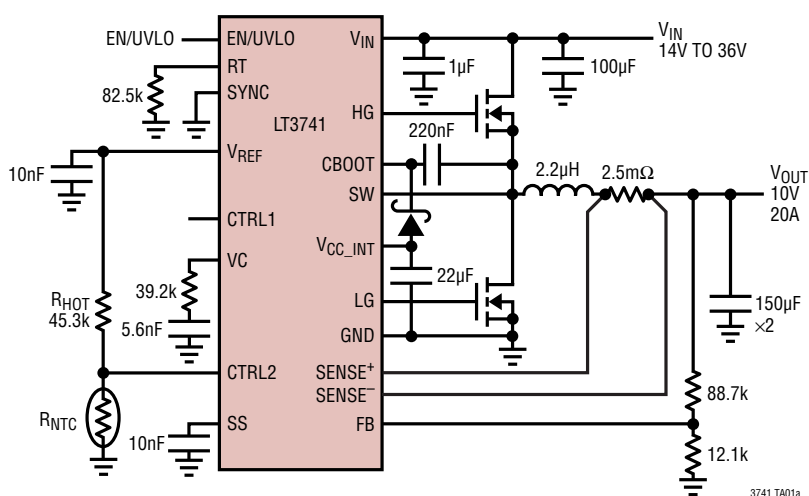 EN/UVLO
EN/UVLO
RT
82.5k
SYNC
LT3741
VREF
10nF
CTRL1
VC
39.2k
5.6nF
RHOT
45.3k
CTRL2
RNTC
SS
10nF
VIN
1µF
100µF
VIN
14V TO 36V
HG
220nF
CBOOT
SW
2.2µH
2.5mΩ
VOUT
10V
20A
VCC_INT
22µF
LG
GND
150µF
×2
SENSE+
SENSE–
88.7k
FB
12.1k
3741 TA01a